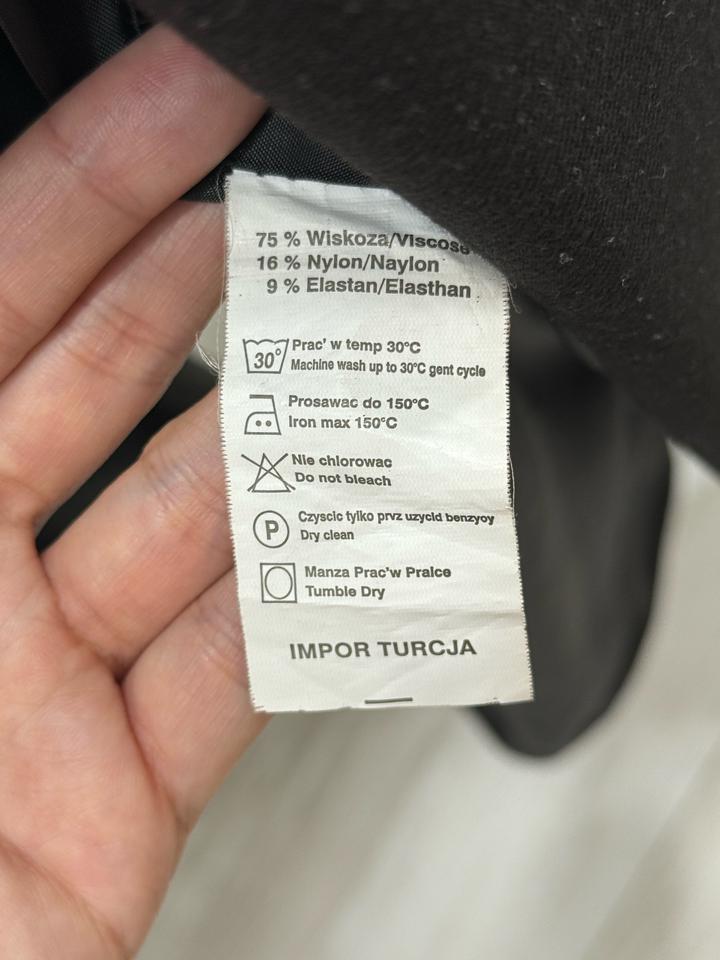 75 % Wiskoza/Viscose
16 % Nylon/Naylon
9 % Elastan/Elasthan
30° Prac' w temp 30°C
Machine wash up to 30°C gent cycle
Prosawac do 150°C
Iron max 150°C
Nie chlorowac
Do not bleach
P Czyscic tylko prvz uzycid benzyoy
Dry clean
Manza Prac'w Pralce
Tumble Dry
IMPOR TURCJA